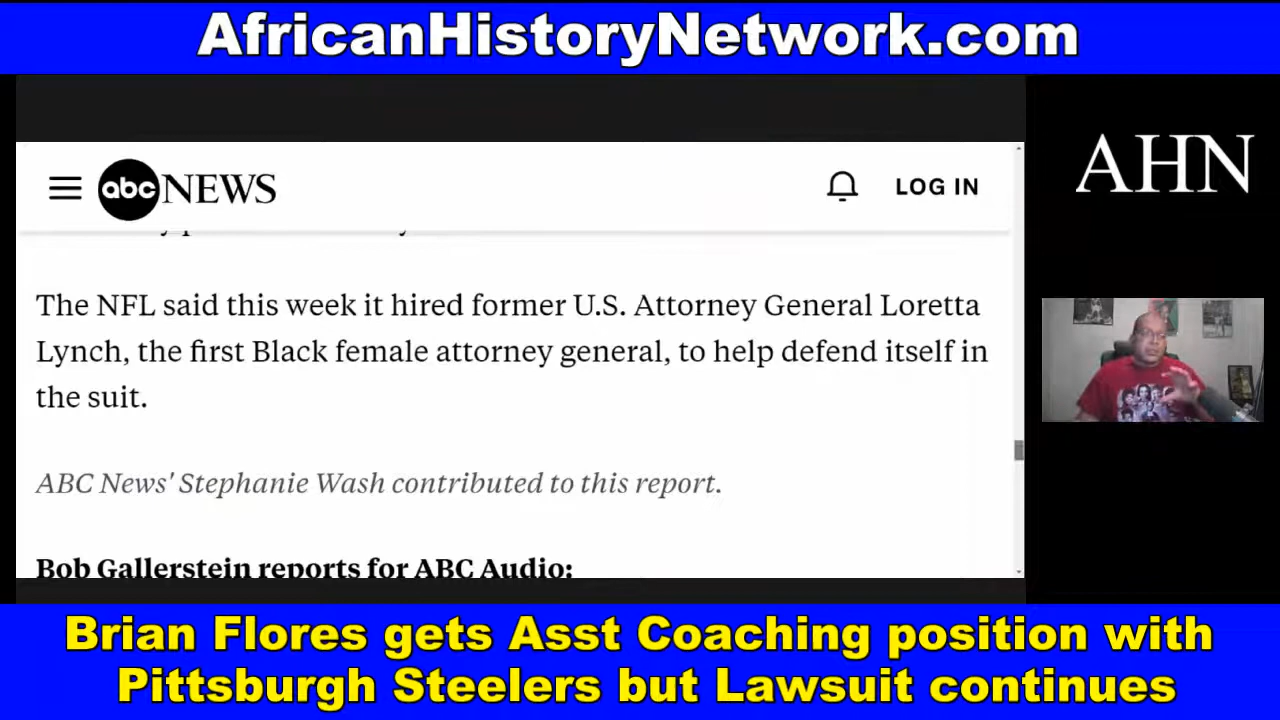 AfricanHistoryNetwork.com
AHN
abc NEWS
LOG IN
The NFL said this week it hired former U.S. Attorney General Loretta
Lynch, the first Black female attorney general, to help defend itself in
the suit.
ABC News' Stephanie Wash contributed to this report.
Bob Gallerstein reports for ABC Audio:
Brian Flores gets Asst Coaching position with
Pittsburgh Steelers but Lawsuit continues